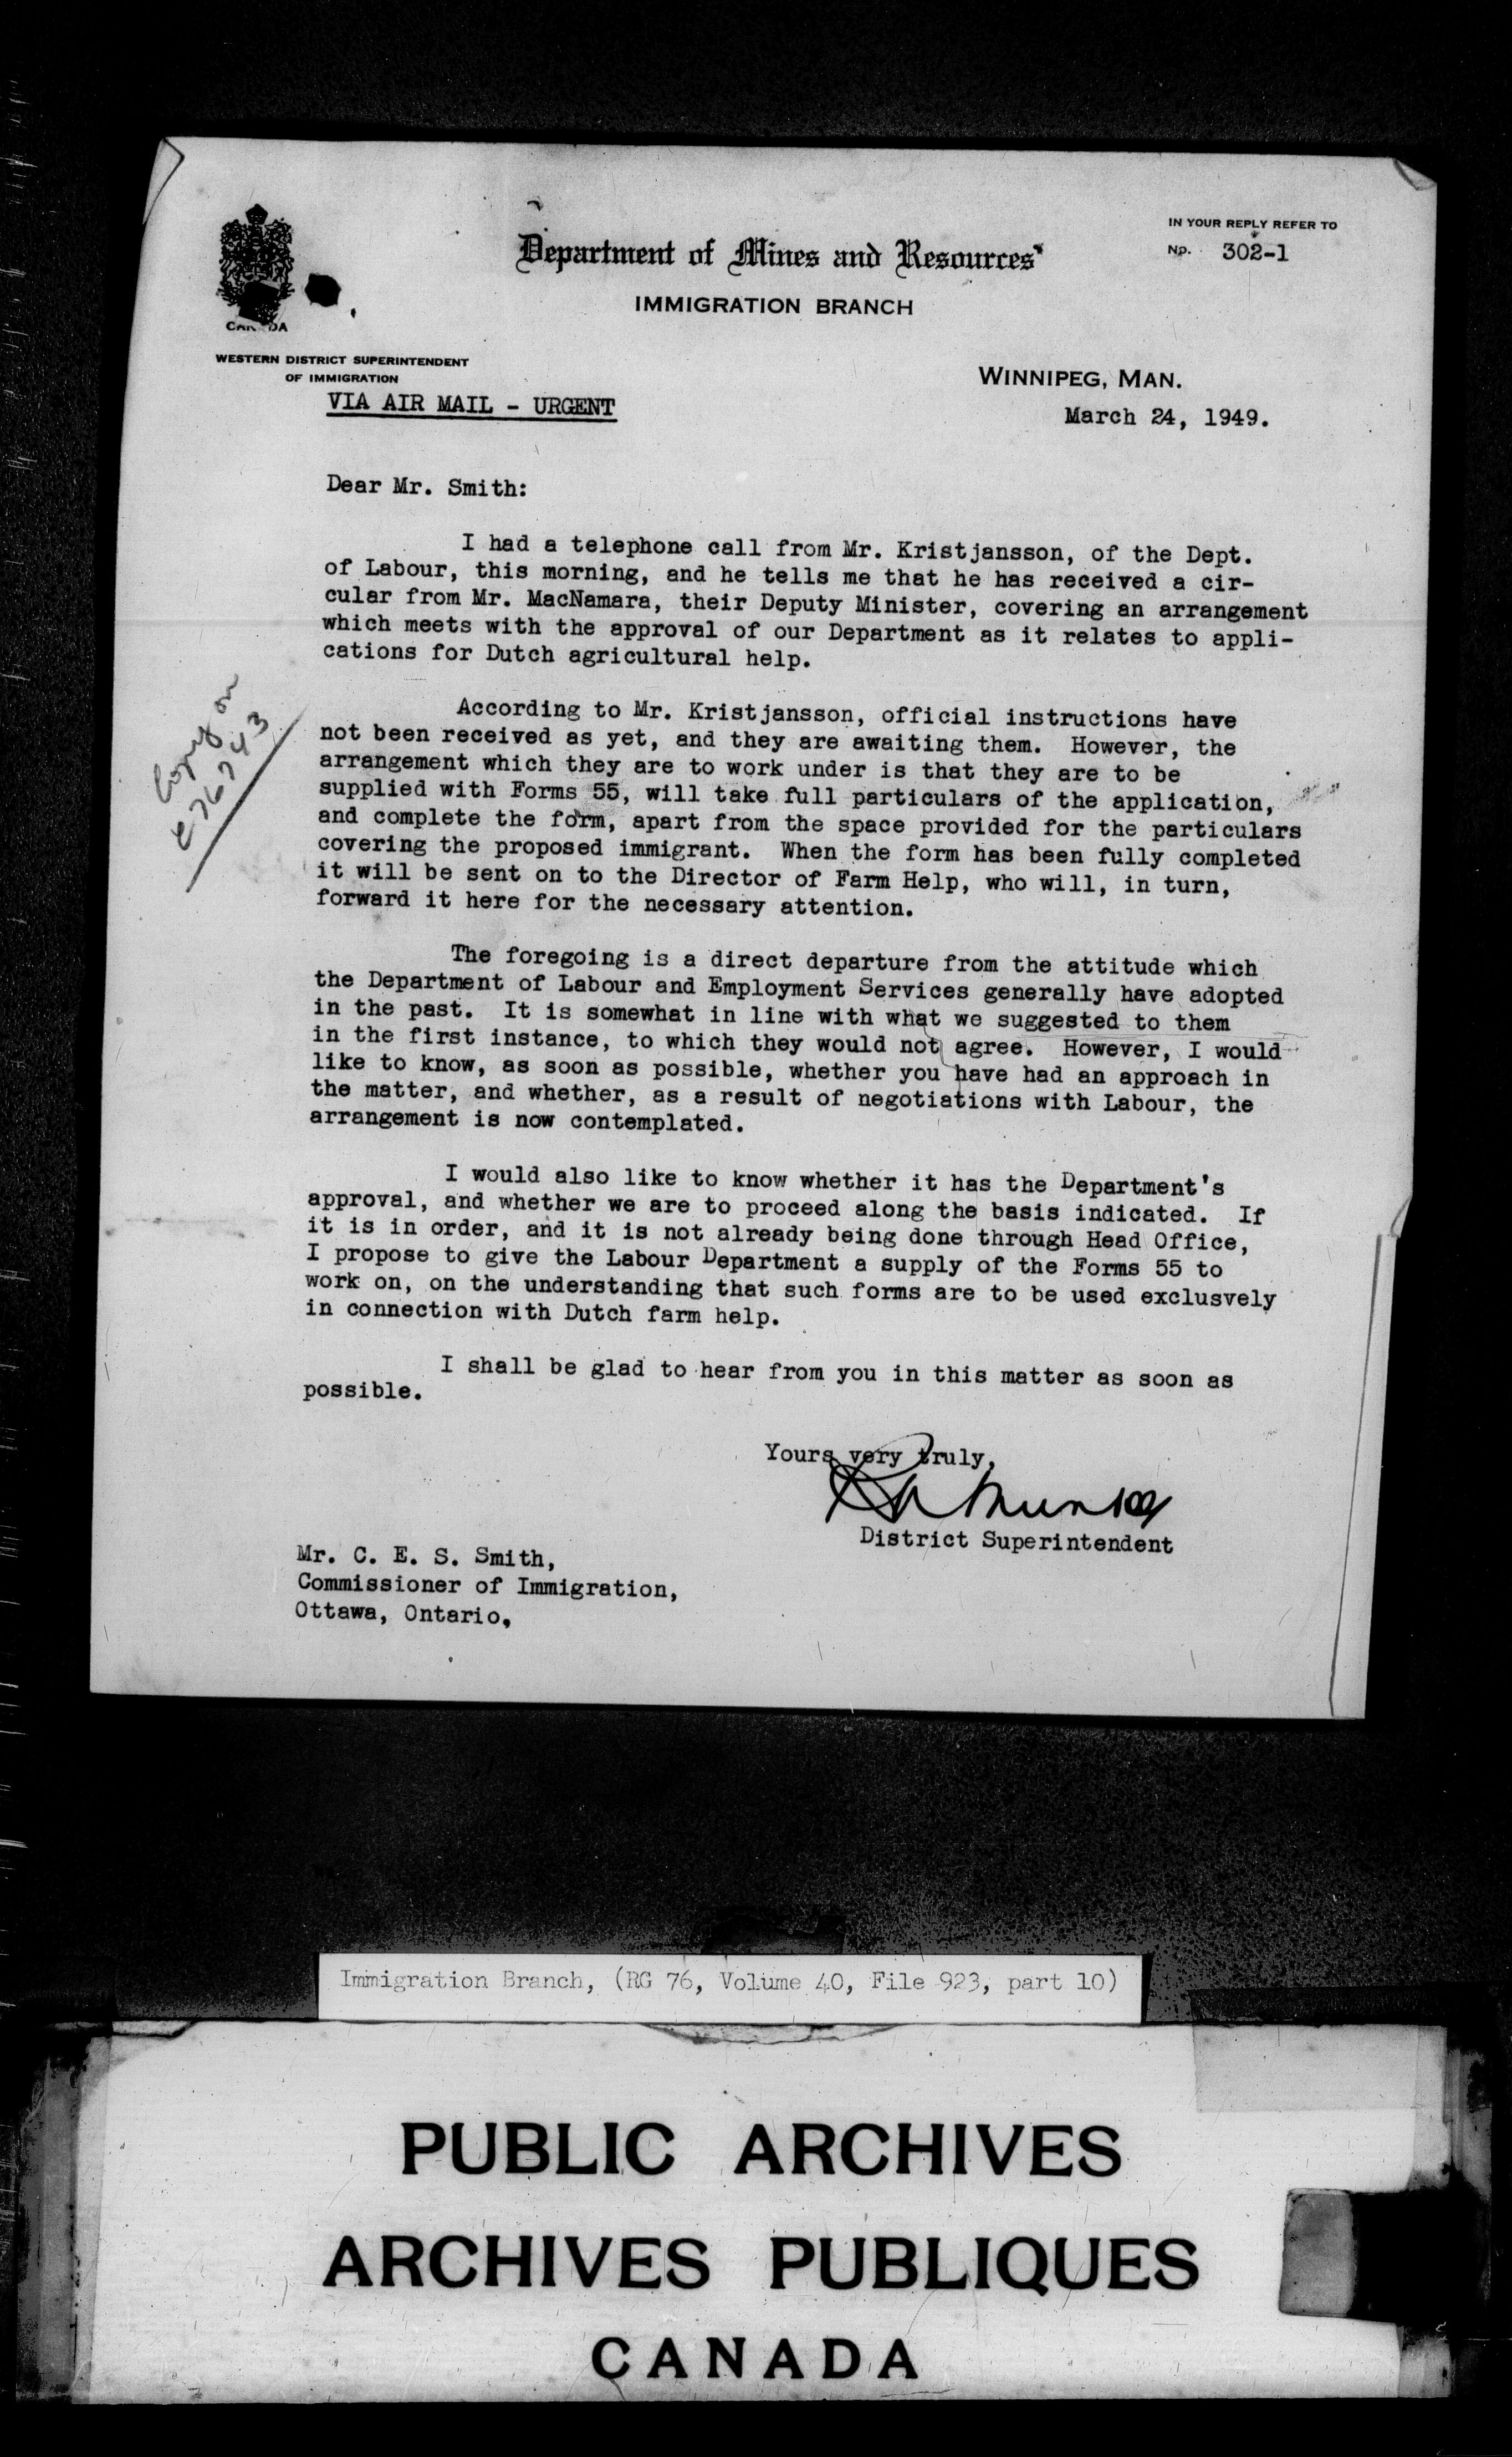 CANADA
Department of Mines and Resources
IMMIGRATION BRANCH
IN YOUR REPLY REFER TO
No. 302-1
WESTERN DISTRICT SUPERINTENDENT
OF IMMIGRATION
VIA AIR MAIL - URGENT
WINNIPEG, MAN.
March 24, 1949.
Dear Mr. Smith:
I had a telephone call from Mr. Kristjansson, of the Dept.
of Labour, this morning, and he tells me that he has received a cir-
cular from Mr. MacNamara, their Deputy Minister, covering an arrangement
which meets with the approval of our Department as it relates to appli-
cations for Dutch agricultural help.
Copy on
According to Mr. Kristjansson, official instructions have
not been received as yet, and they are awaiting them. However, the
arrangement which they are to work under is that they are to be
supplied with Forms 55, will take full particulars of the application,
and complete the form, apart from the space provided for the particulars
covering the proposed immigrant. When the form has been fully completed
it will be sent on to the Director of Farm Help, who will, in turn,
forward it here for the necessary attention.
The foregoing is a direct departure from the attitude which
the Department of Labour and Employment Services generally have adopted
in the past. It is somewhat in line with what we suggested to them
in the first instance, to which they would not agree. However, I would
like to know, as soon as possible, whether you have had an approach in
the matter, and whether, as a result of negotiations with Labour, the
arrangement is now contemplated.
I would also like to know whether it has the Department's
approval, and whether we are to proceed along the basis indicated. If
it is in order, and it is not already being done through Head Office,
I propose to give the Labour Department a supply of the Forms 55 to
work on, on the understanding that such forms are to be used exclusvely
in connection with Dutch farm help.
I shall be glad to hear from you in this matter as soon as
possible.
Yours very truly,
District Superintendent
Mr. C. E. S. Smith,
Commissioner of Immigration,
Ottawa, Ontario.
Immigration Branch, (RG 76, Volume 40, File 923, part 10)
PUBLIC ARCHIVES
ARCHIVES PUBLIQUES
CANADA